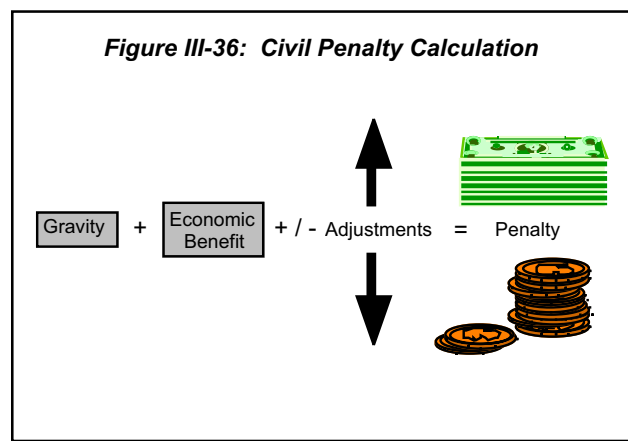 Figure III-36: Civil Penalty Calculation
Gravity + Economic Benefit + / - Adjustments = Penalty